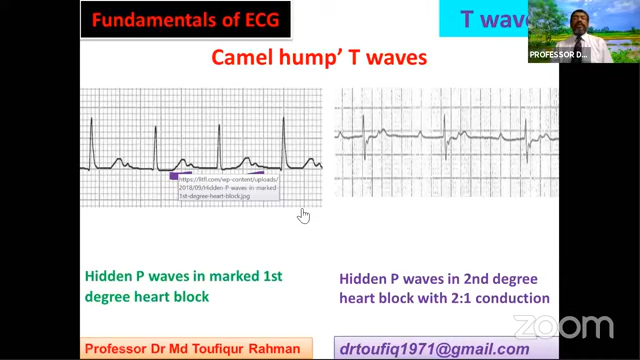 Fundamentals of ECG
T wave
PROFESSOR D...
Camel hump' T waves
https://litfl.com/wp-content/uploads/
2018/09/Hidden-P-waves-in-marked
1st-degree-heart-block.jpg
Hidden P waves in marked 1st
degree heart block
Hidden P waves in 2nd degree
heart block with 2:1 conduction
zoom
Professor Dr Md Toufiqur Rahman
drtoufiq1971@gmail.com